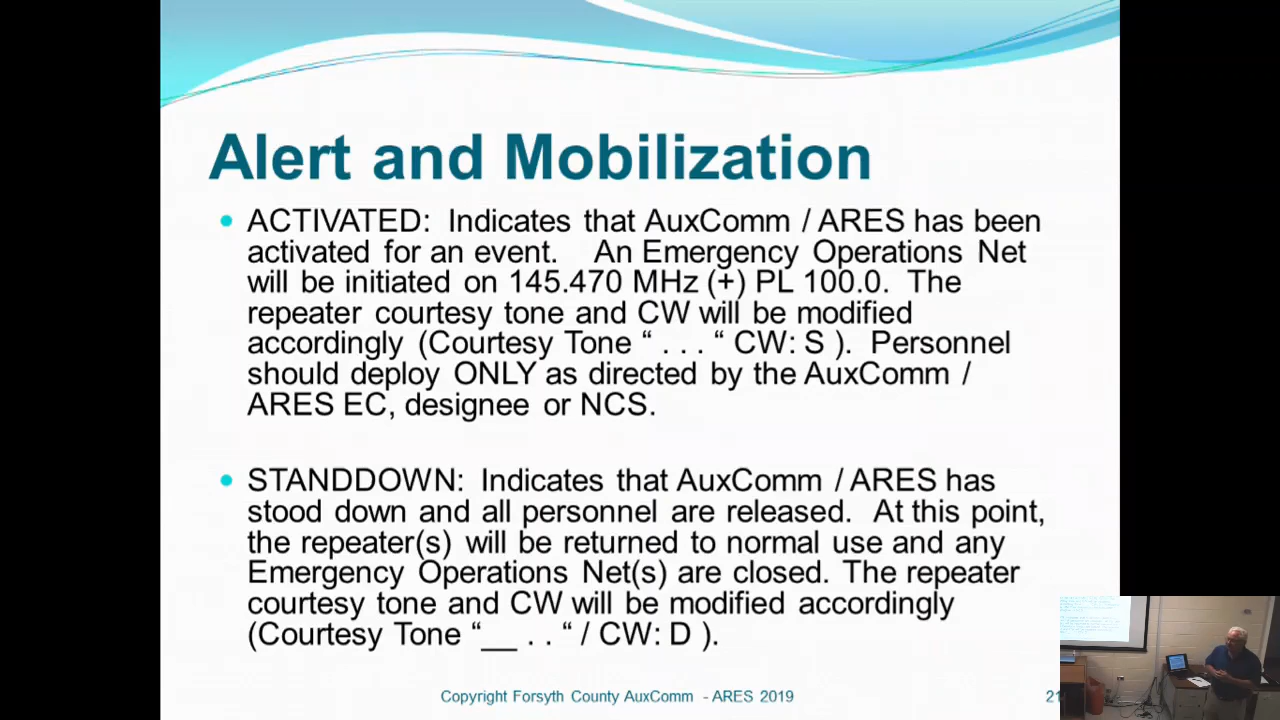 Alert and Mobilization
ACTIVATED: Indicates that AuxComm / ARES has been
activated for an event. An Emergency Operations Net
will be initiated on 145.470 MHz (+) PL 100.0. The
repeater courtesy tone and CW will be modified
accordingly (Courtesy Tone “ . . . “ CW: S ). Personnel
should deploy ONLY as directed by the AuxComm /
ARES EC, designee or NCS.
STANDDOWN: Indicates that AuxComm / ARES has
stood down and all personnel are released. At this point,
the repeater(s) will be returned to normal use and any
Emergency Operations Net(s) are closed. The repeater
courtesy tone and CW will be modified accordingly
(Courtesy Tone “__ . . “ / CW: D ).
Copyright Forsyth County AuxComm - ARES 2019
21